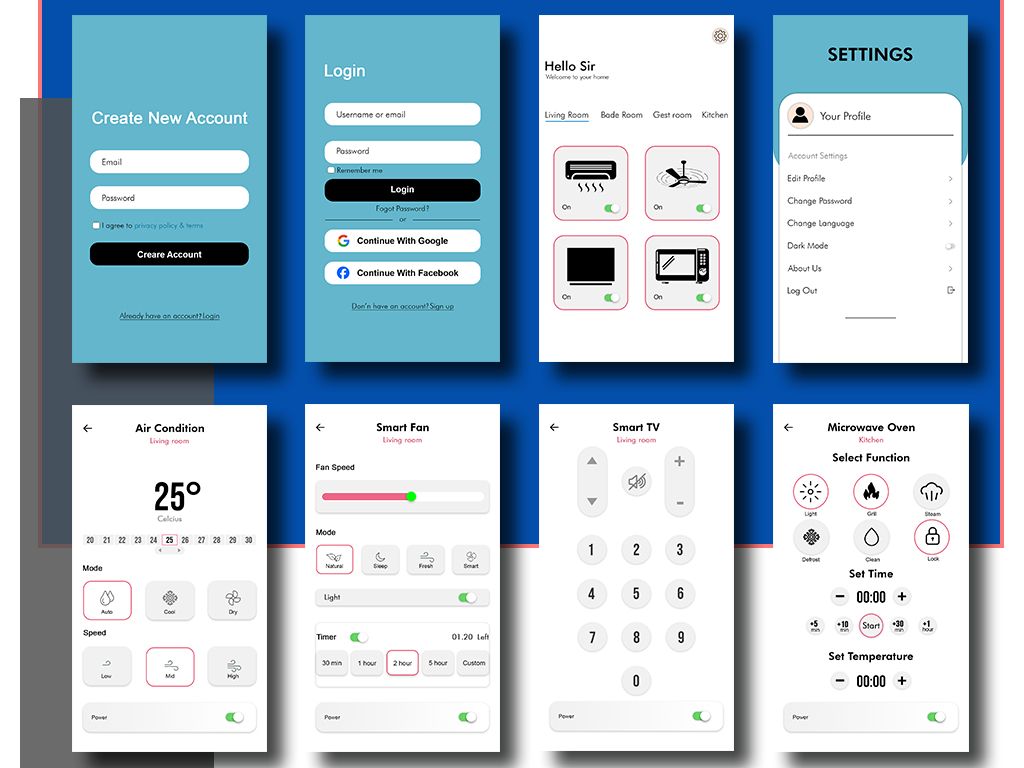 Create New Account
Email
Password
I agree to privacy policy & terms
Creare Account
Already have an account? Login
Login
Username or email
Password
Remember me
Login
Fogot Password?
or
Continue With Google
Continue With Facebook
Don'n have an account? Sign up
Hello Sir
Welcome to your home
Living Room Bade Room Gest room Kitchen
On
On
On
On
SETTINGS
Your Profile
Account Settings
Edit Profile
Change Password
Change Language
Dark Mode
About Us
Log Out
Air Condition
Living room
25°
Celcius
20 21 22 23 24 25 26 27 28 29 30
Mode
Auto Cool Dry
Speed
Low Mid High
Power
Smart Fan
Living room
Fan Speed
Mode
Natural Sleep Fresh Smart
Light
Timer 01.20 Left
30 min 1 hour 2 hour 5 hour Custom
Power
Smart TV
Living room
+
-
1 2 3
4 5 6
7 8 9
0
Power
Microwave Oven
Kitchen
Select Function
Light Grill Steam
Defrost Clean Lock
Set Time
- 00:00 +
+5 min +10 min Start +30 min +1 hour
Set Temperature
- 00:00 +
Power